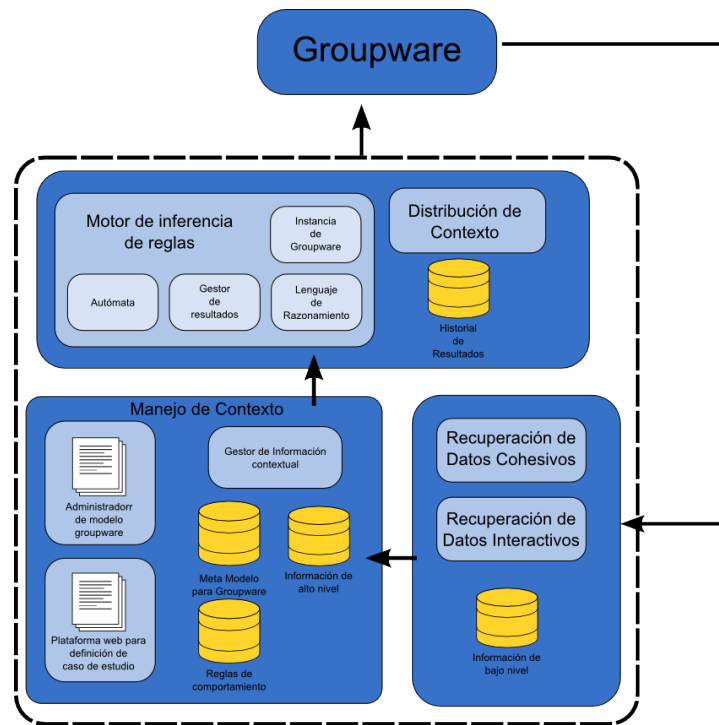 Groupware
Motor de inferencia
de reglas
Instancia
de
Groupware
Autómata
Gestor
de
resultados
Lenguaje
de
Razonamiento
Distribución de
Contexto
Historial
de
Resultados
Manejo de Contexto
Administradorr
de modelo
groupware
Gestor de Información
contextual
Meta Modelo
para Groupware
Información de
alto nivel
Plataforma web para
definición de
caso de estudio
Reglas de
comportamiento
Recuperación de
Datos Cohesivos
Recuperación de
Datos Interactivos
Información de
bajo nivel